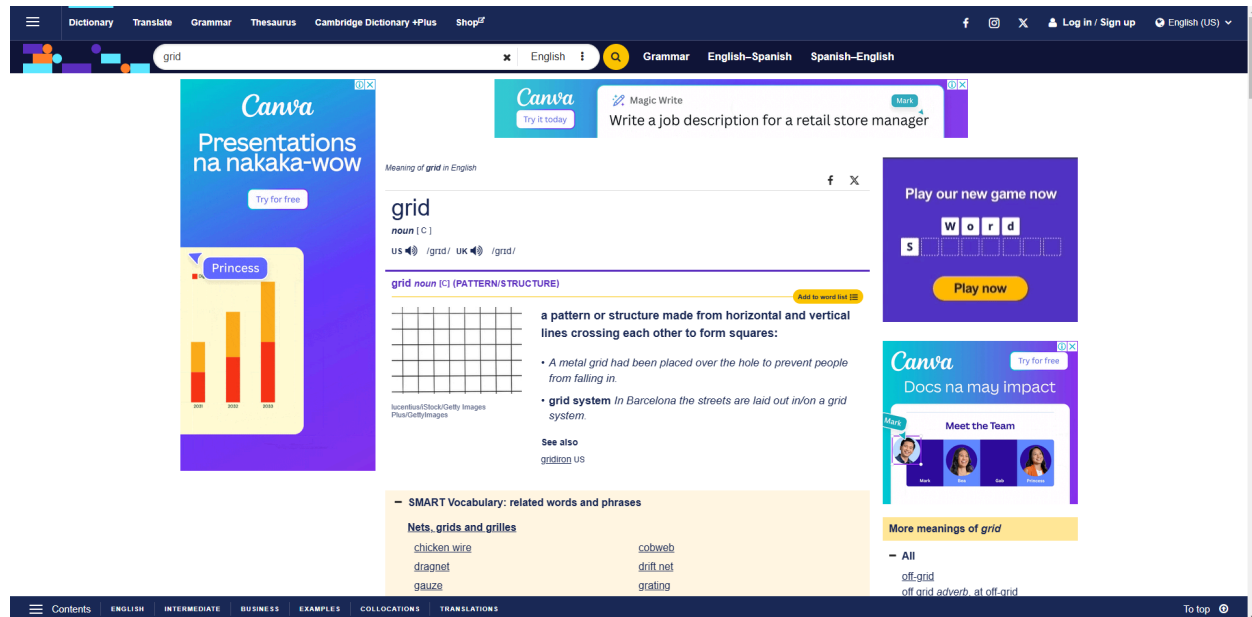 Dictionary Translate Grammar Thesaurus Cambridge Dictionary +Plus Shop
Log in / Sign up English (US)
grid
English
Grammar English–Spanish Spanish–English
Canva
Presentations
na nakaka-wow
Try for free
Princess
2021 2022 2023
Canva
Try it today
Magic Write
Mark
Write a job description for a retail store manager
Meaning of grid in English
grid
noun [ C ]
US /ɡrɪd/ UK /ɡrɪd/
grid noun [C] (PATTERN/STRUCTURE)
Add to word list
a pattern or structure made from horizontal and vertical
lines crossing each other to form squares:
• A metal grid had been placed over the hole to prevent people
from falling in.
• grid system In Barcelona the streets are laid out in/on a grid
system.
lucentius/iStock/Getty Images
Plus/GettyImages
See also
gridiron US
– SMART Vocabulary: related words and phrases
Nets, grids and grilles
chicken wire
cobweb
dragnet
drift net
gauze
grating
Play our new game now
Word
S
Play now
Canva
Try for free
Docs na may impact
Mark
Meet the Team
Mark Bea Gab Princess
More meanings of grid
– All
off-grid
off grid adverb, at off-grid
Contents ENGLISH INTERMEDIATE BUSINESS EXAMPLES COLLOCATIONS TRANSLATIONS
To top